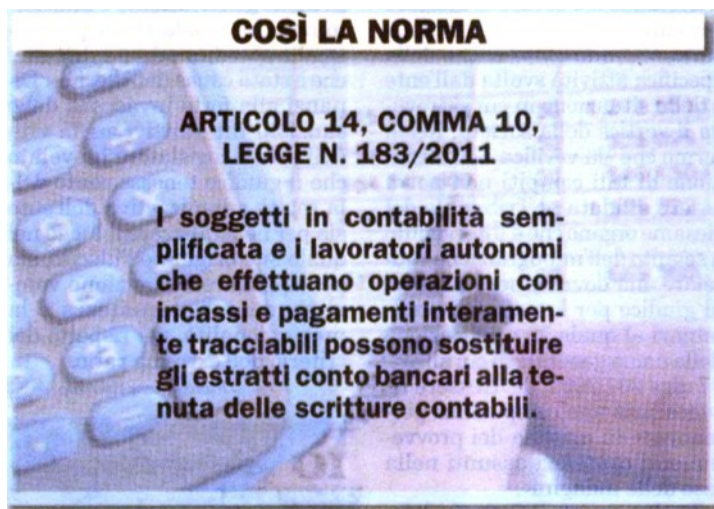 COSÌ LA NORMA
ARTICOLO 14, COMMA 10,
LEGGE N. 183/2011
I soggetti in contabilità sem-
plificata e i lavoratori autonomi
che effettuano operazioni con
incassi e pagamenti interamen-
te tracciabili possono sostituire
gli estratti conto bancari alla te-
nuta delle scritture contabili.